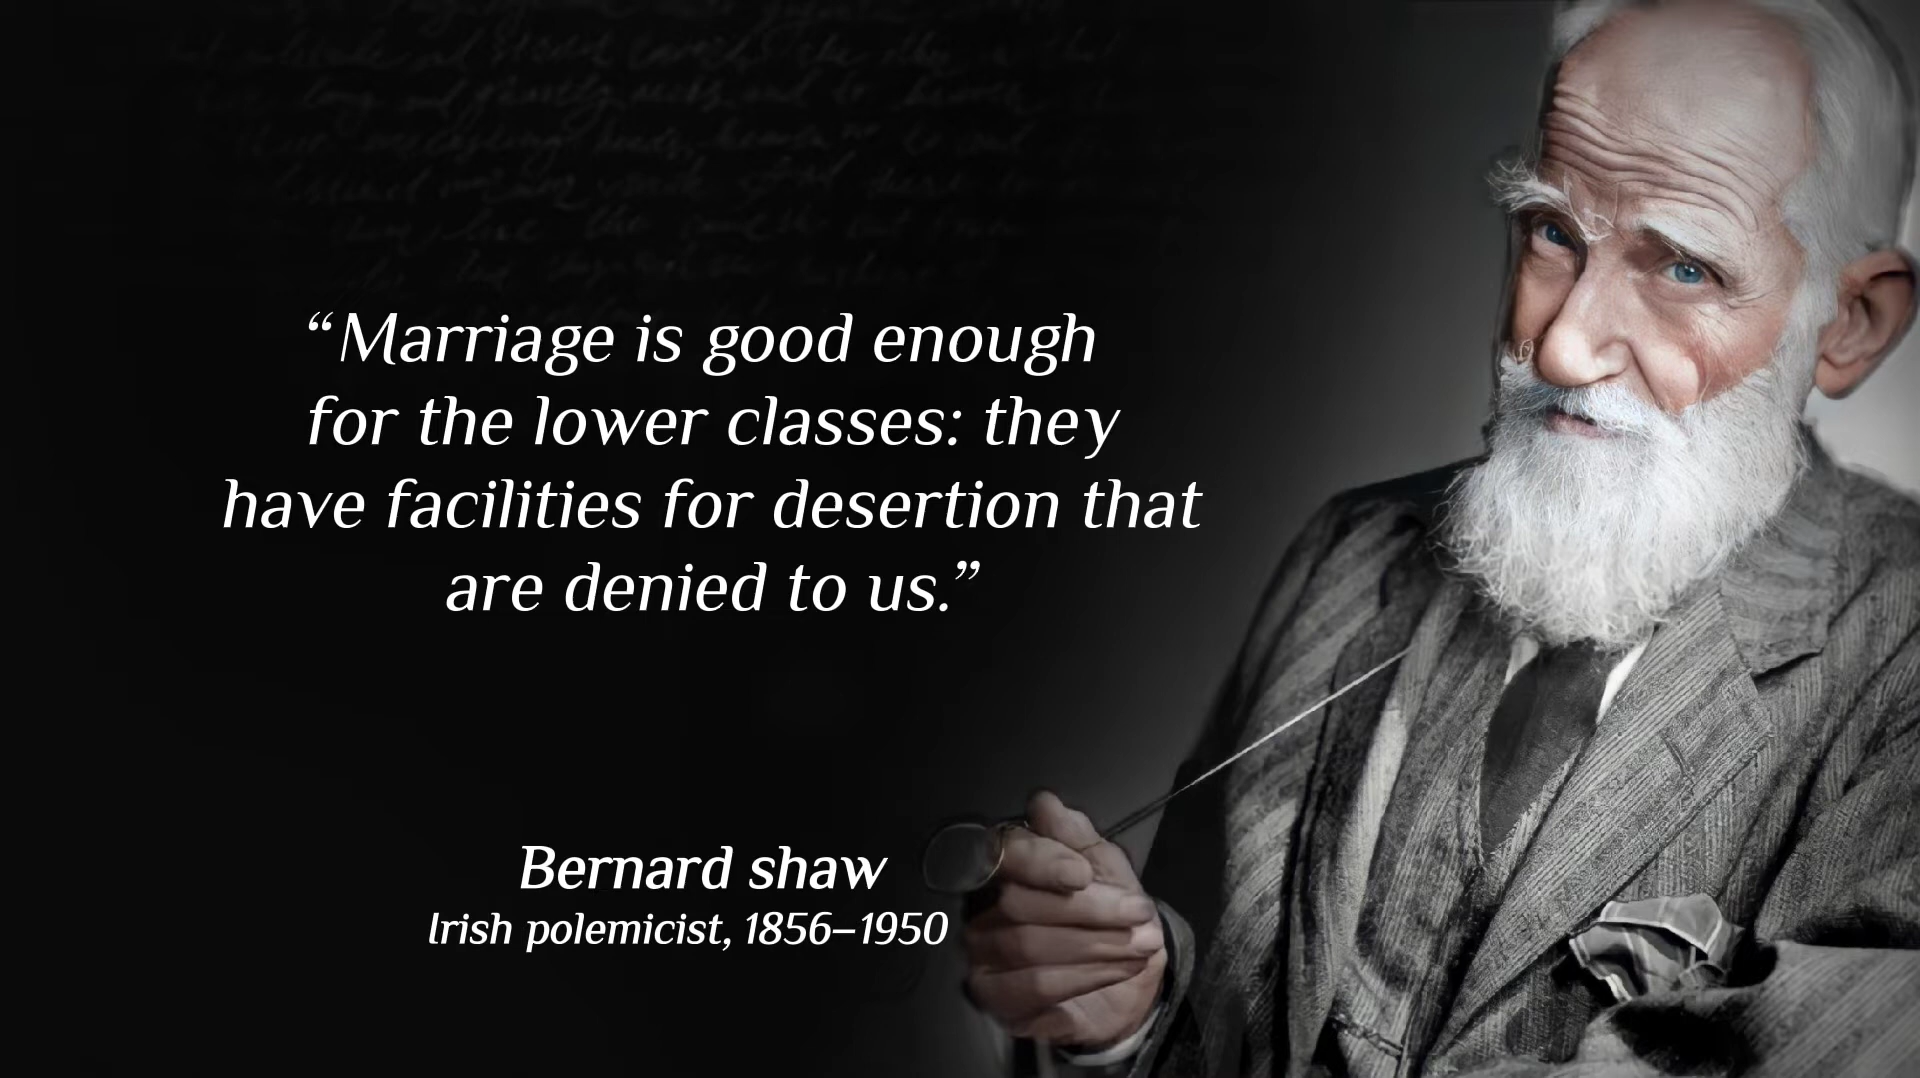 “Marriage is good enough
for the lower classes: they
have facilities for desertion that
are denied to us.”
Bernard shaw
Irish polemicist, 1856–1950